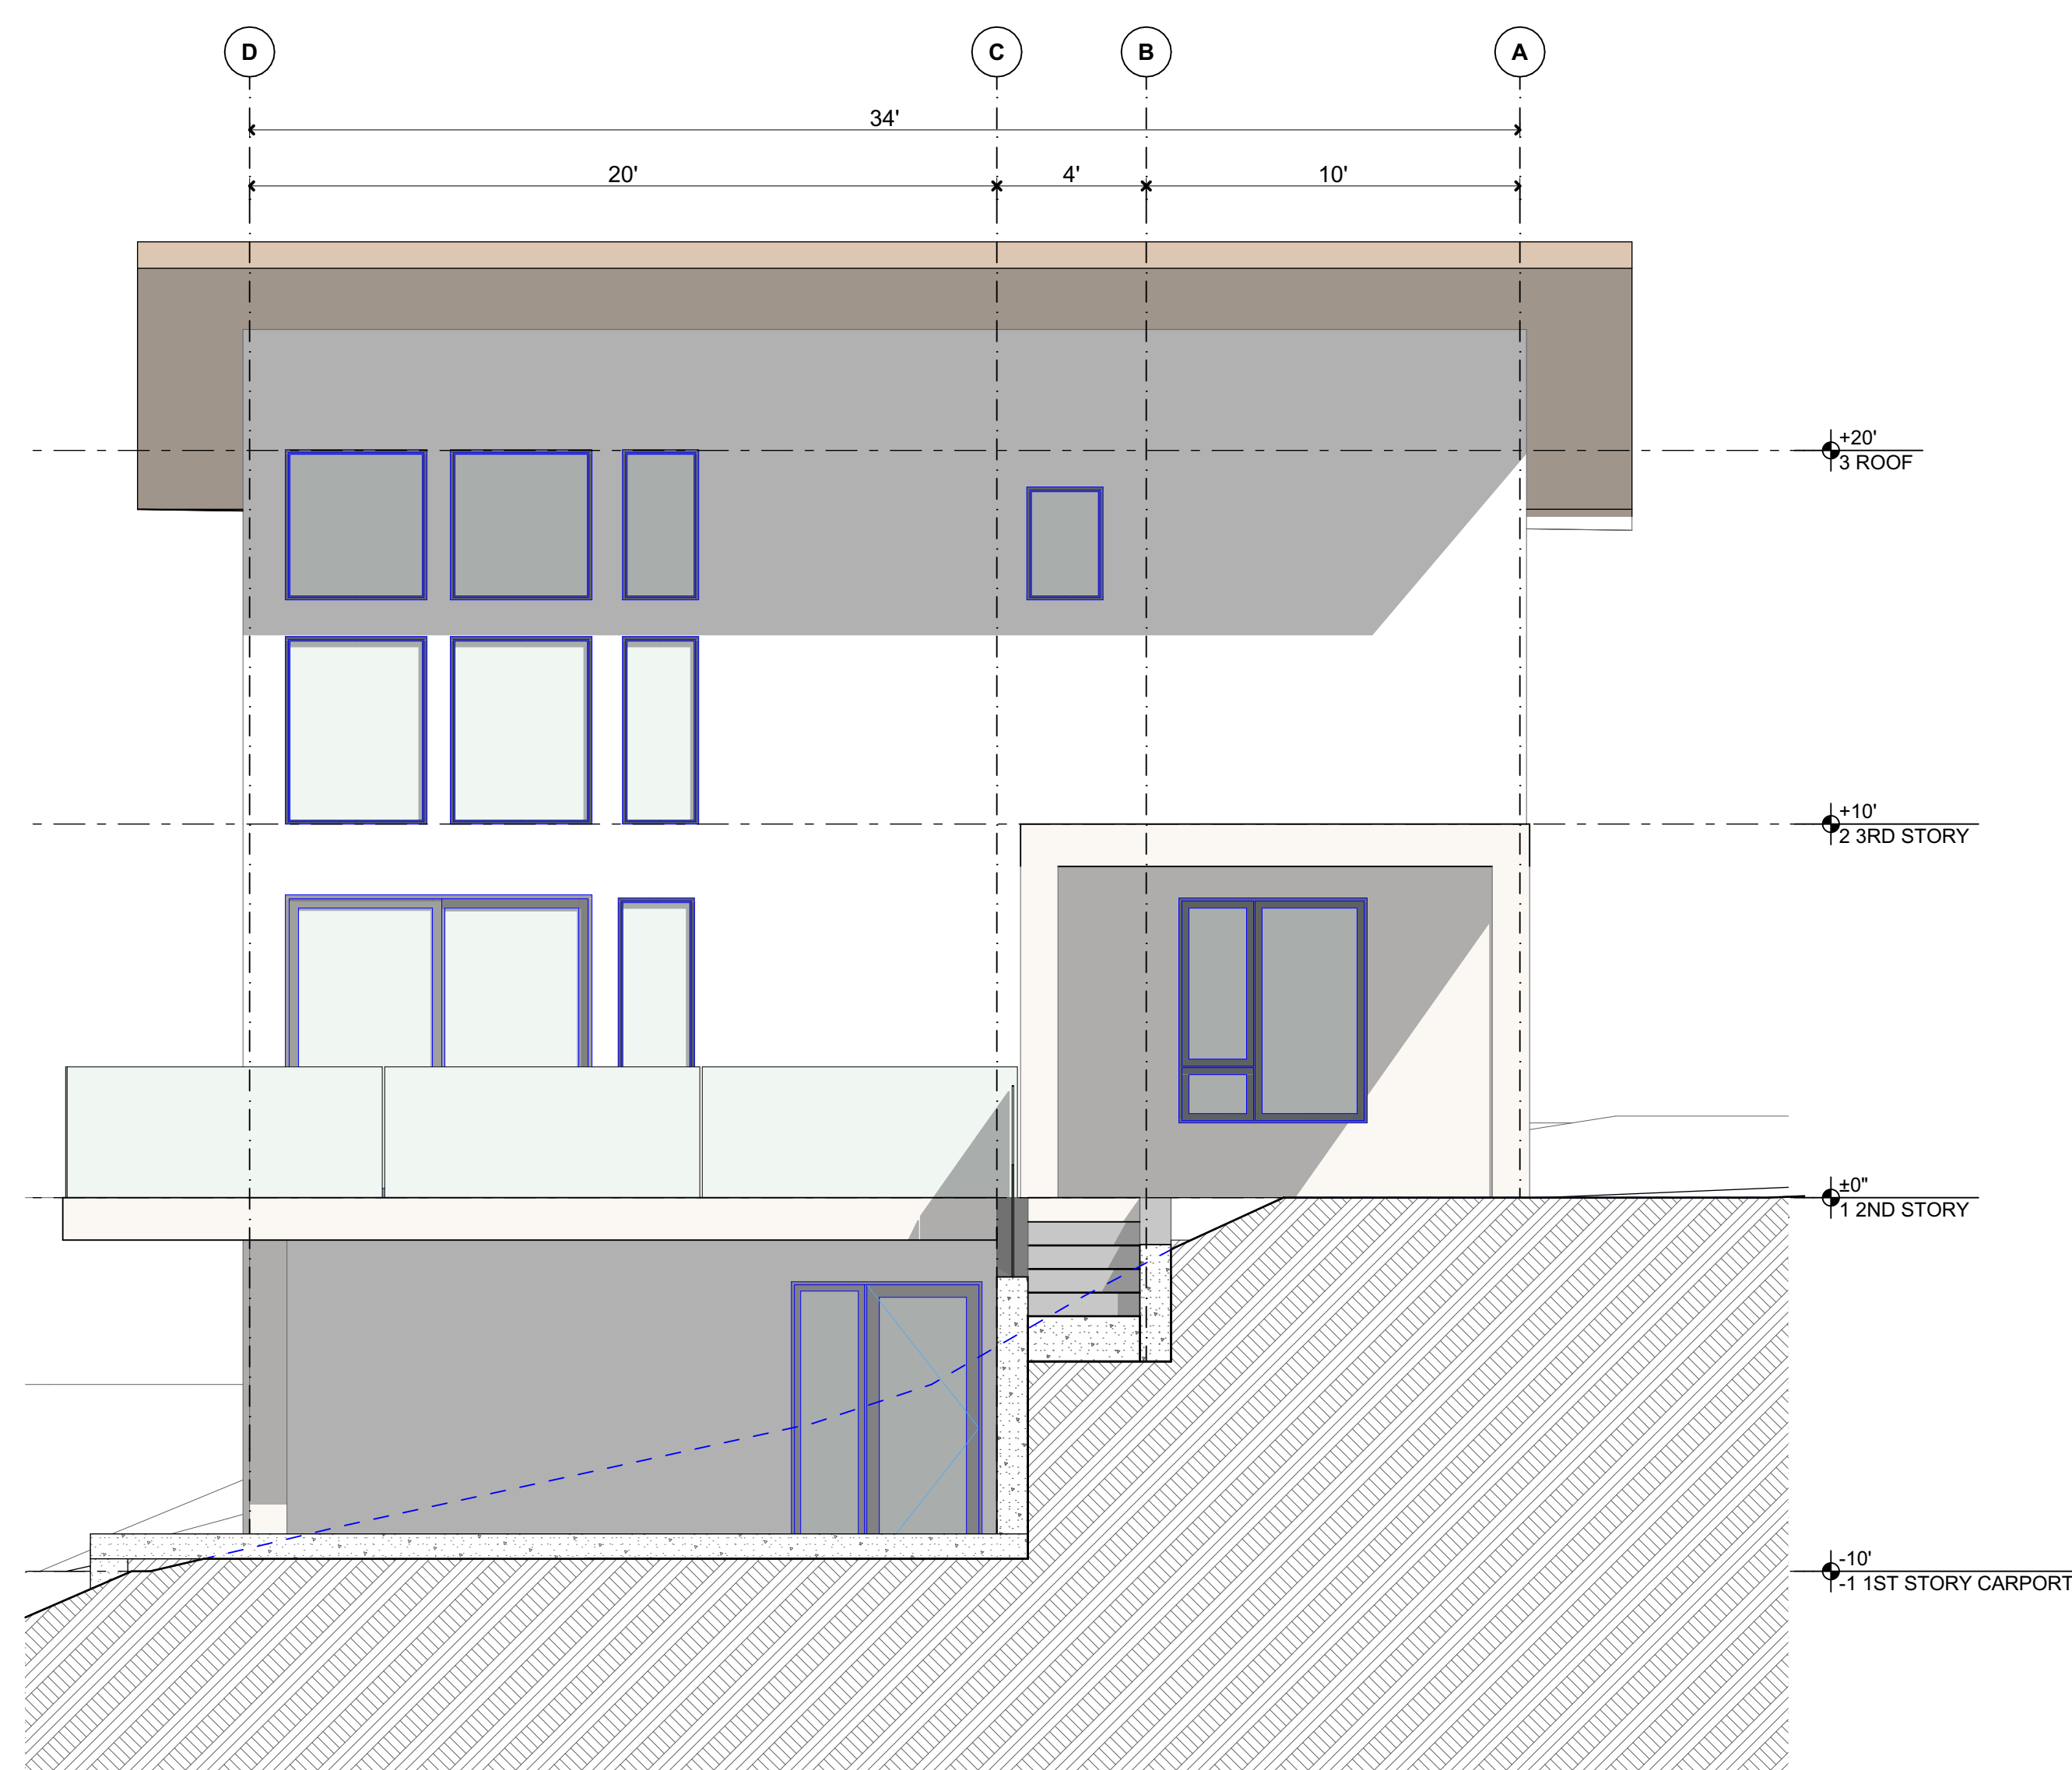 D C B A
34'
20' 4' 10'
+20'
3 ROOF
+10'
2 3RD STORY
±0"
1 2ND STORY
-10'
-1 1ST STORY CARPORT